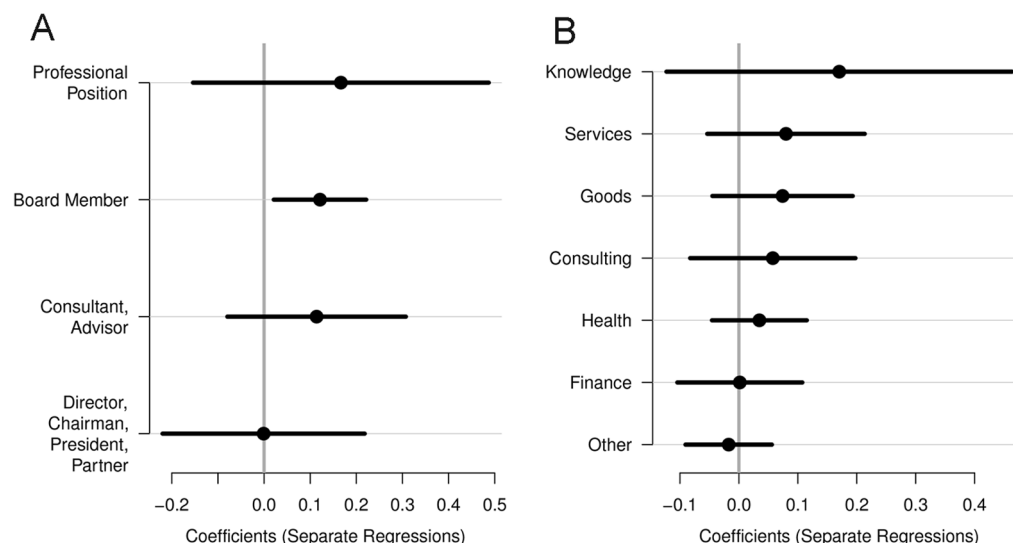 A
Professional
Position
Board Member
Consultant,
Advisor
Director,
Chairman,
President,
Partner
−0.2 0.0 0.1 0.2 0.3 0.4 0.5
Coefficients (Separate Regressions)
B
Knowledge
Services
Goods
Consulting
Health
Finance
Other
−0.1 0.0 0.1 0.2 0.3 0.4
Coefficients (Separate Regressions)